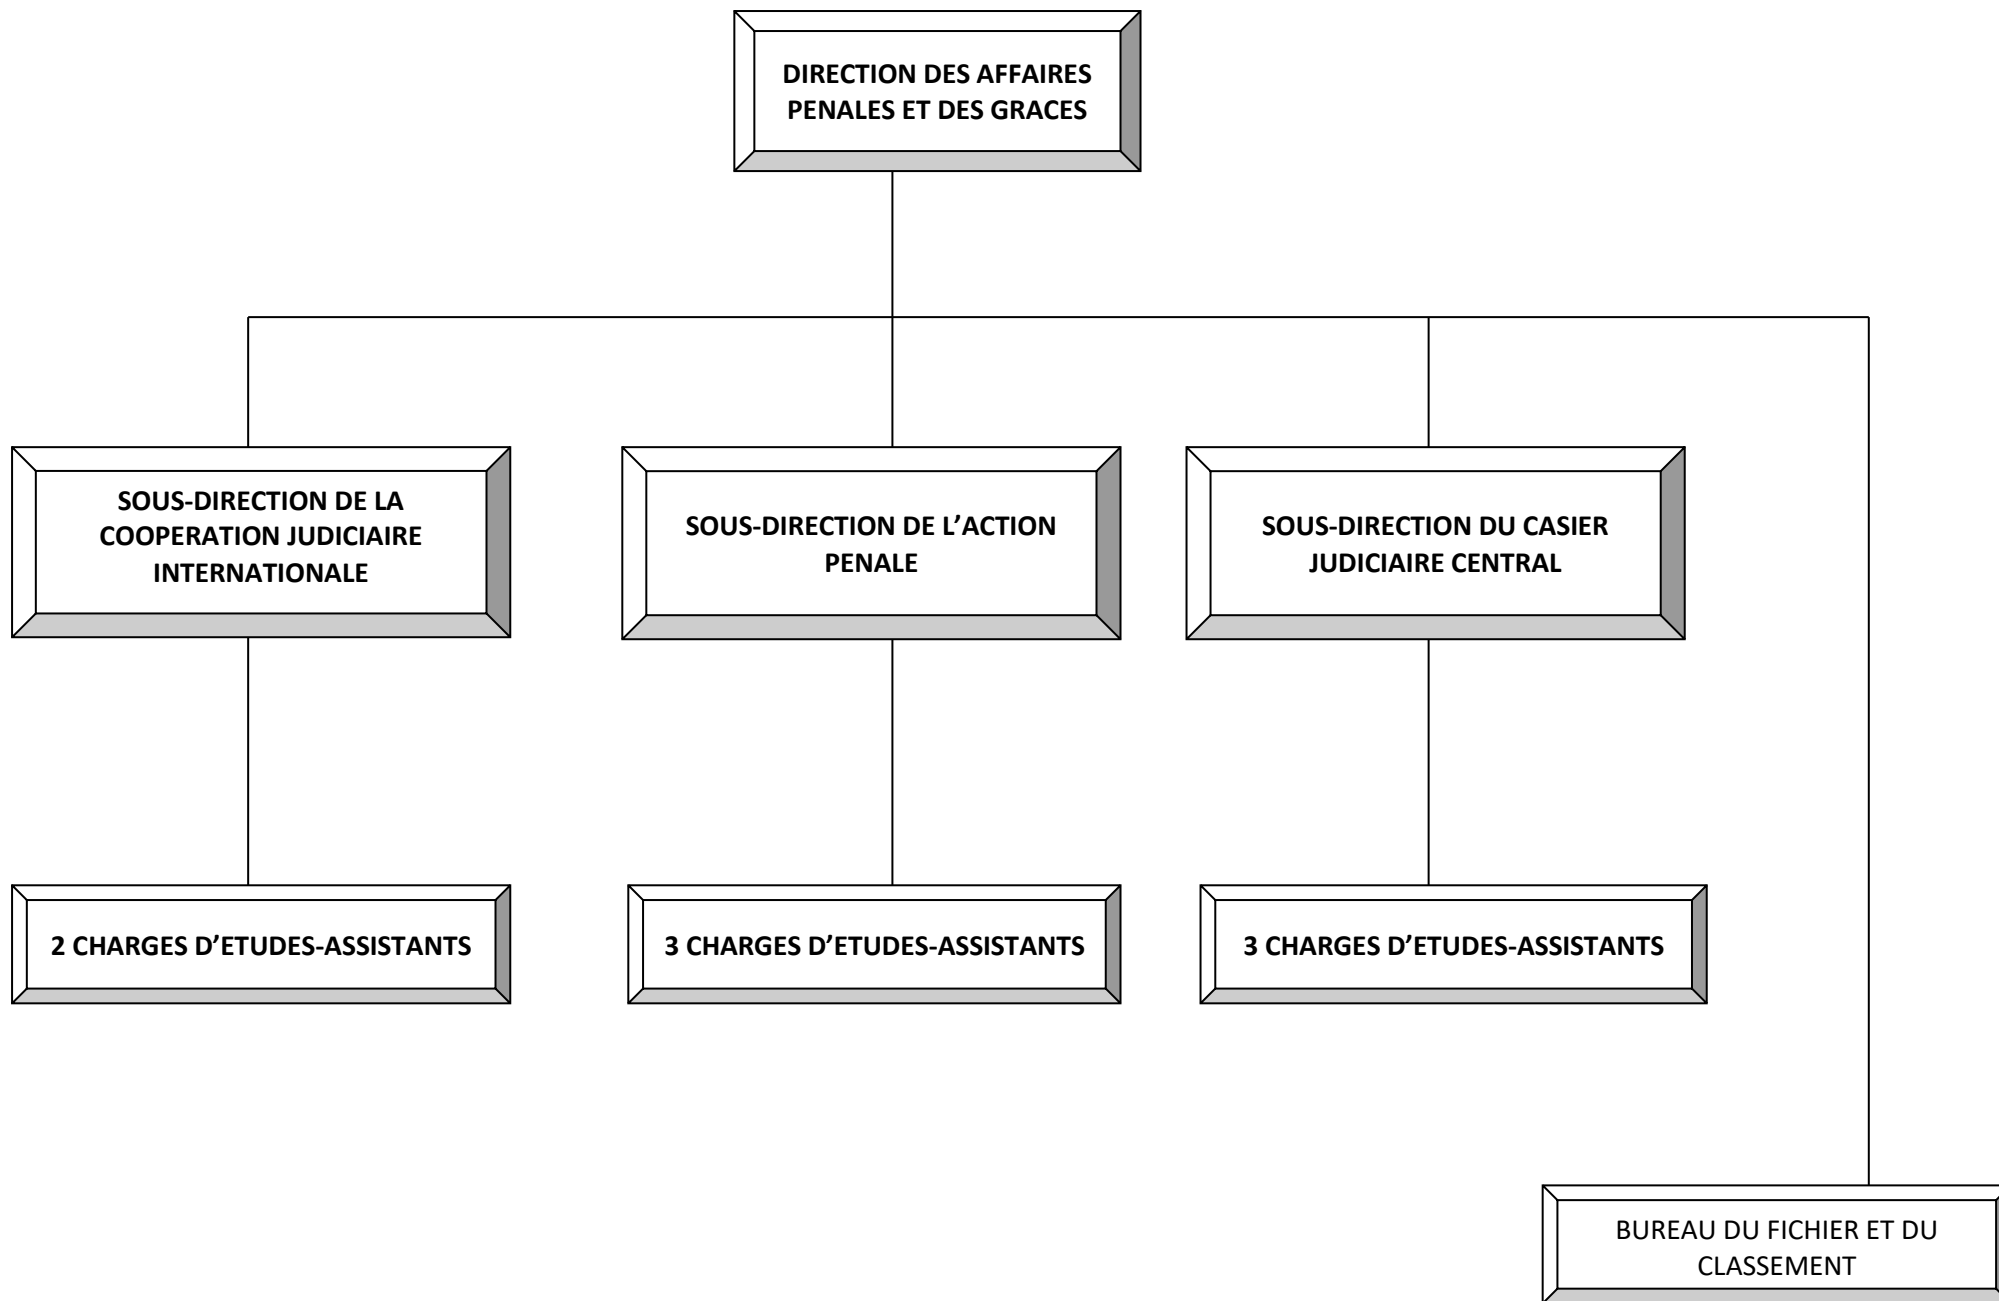 DIRECTION DES AFFAIRES
PENALES ET DES GRACES
SOUS-DIRECTION DE LA
COOPERATION JUDICIAIRE
INTERNATIONALE
SOUS-DIRECTION DE L’ACTION
PENALE
SOUS-DIRECTION DU CASIER
JUDICIAIRE CENTRAL
2 CHARGES D’ETUDES-ASSISTANTS
3 CHARGES D’ETUDES-ASSISTANTS
3 CHARGES D’ETUDES-ASSISTANTS
BUREAU DU FICHIER ET DU
CLASSEMENT